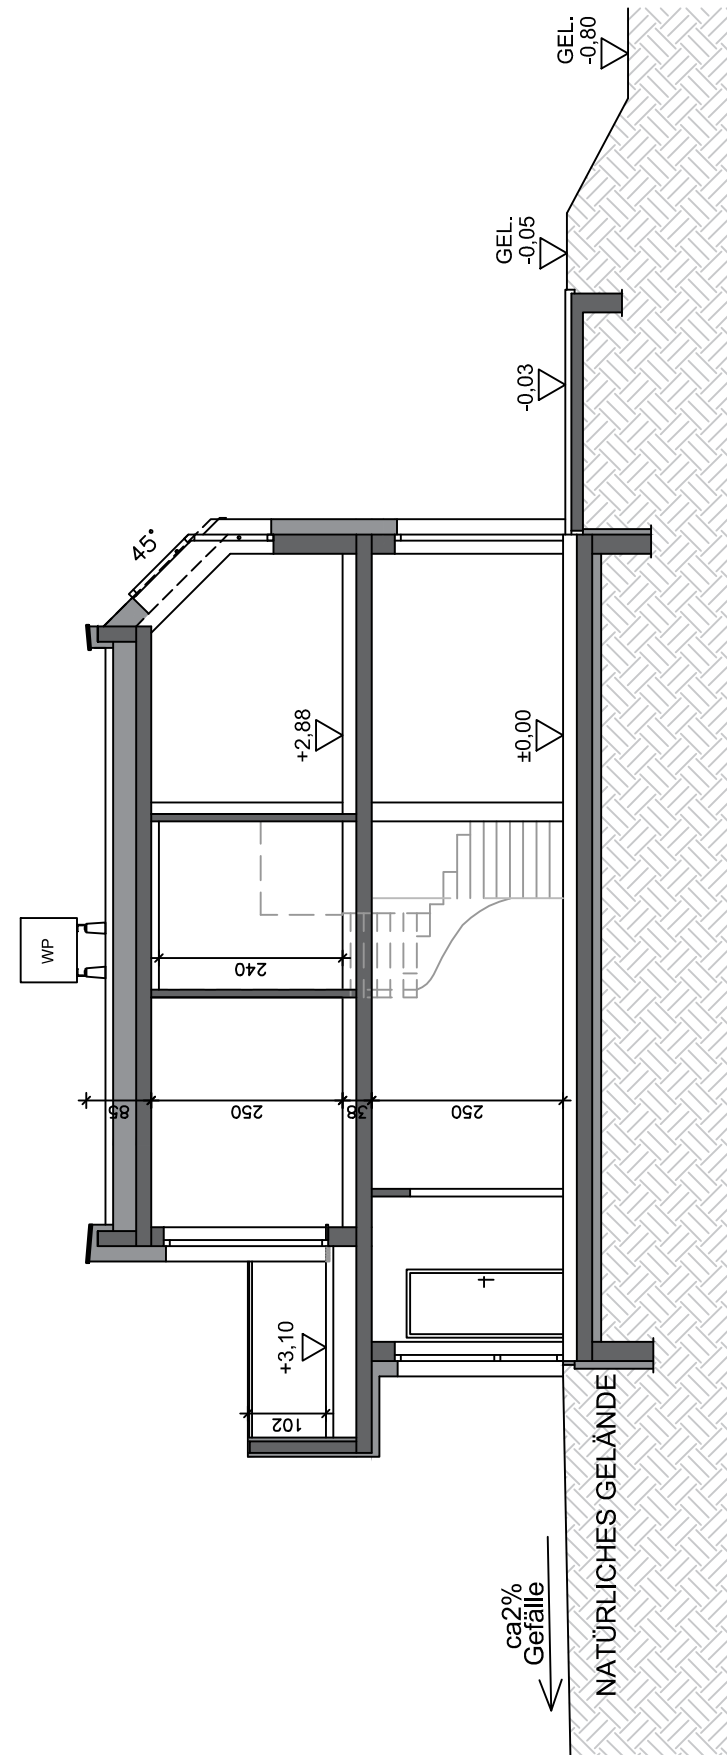 GEL.
-0,80
GEL.
-0,05
-0,03
45°
+2,88
±0,00
WP
240
85
250
38
250
+3,10
102
ca2%
Gefälle
NATÜRLICHES GELÄNDE